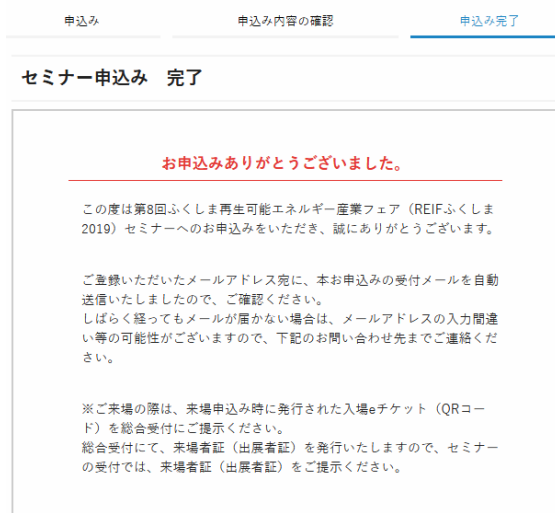 申込み
申込み内容の確認
申込み完了
セミナー申込み　完了
お申込みありがとうございました。
この度は第8回ふくしま再生可能エネルギー産業フェア（REIFふくしま
2019）セミナーへのお申込みをいただき、誠にありがとうございます。
ご登録いただいたメールアドレス宛に、本お申込みの受付メールを自動
送信いたしましたので、ご確認ください。
しばらく経ってもメールが届かない場合は、メールアドレスの入力間違
い等の可能性がございますので、下記のお問い合わせ先までご連絡くだ
さい。
※ご来場の際は、来場申込み時に発行された入場eチケット（QRコー
ド）を総合受付にご提示ください。
総合受付にて、来場者証（出展者証）を発行いたしますので、セミナー
の受付では、来場者証（出展者証）をご提示ください。